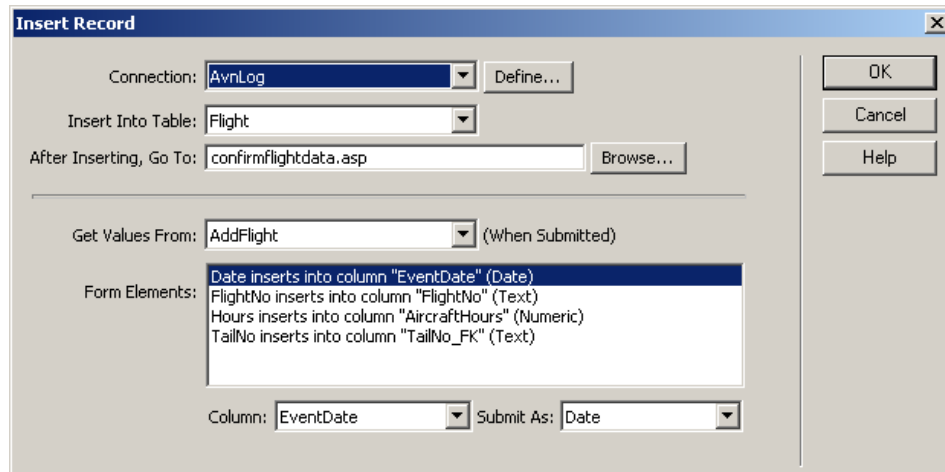 Insert Record
Connection: AvnLog Define... OK
Insert Into Table: Flight Cancel
After Inserting, Go To: confirmflightdata.asp Browse... Help
Get Values From: AddFlight (When Submitted)
Form Elements: Date inserts into column "EventDate" (Date)
FlightNo inserts into column "FlightNo" (Text)
Hours inserts into column "AircraftHours" (Numeric)
TailNo inserts into column "TailNo_FK" (Text)
Column: EventDate Submit As: Date